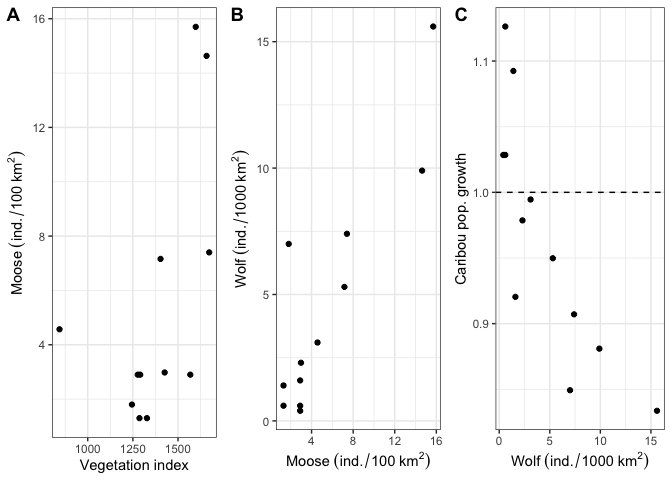 A
16
12
8
4
Moose (ind./100 km²)
1000
1250
1500
Vegetation index
B
15
10
5
0
Wolf (ind./1000 km²)
4
8
12
16
Moose (ind./100 km²)
C
1.1
1.0
0.9
Caribou pop. growth
0
5
10
15
Wolf (ind./1000 km²)